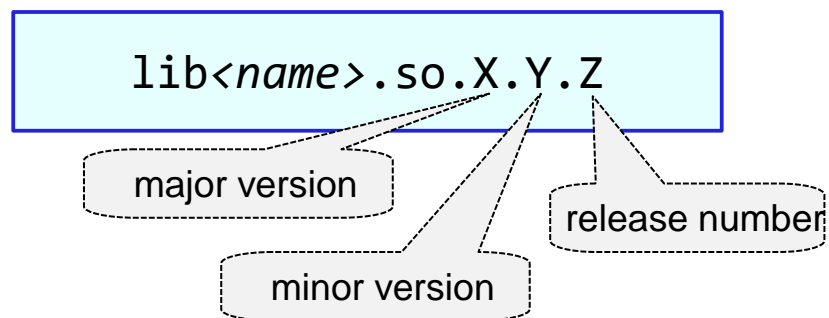 lib<name>.so.X.Y.Z
major version
release number
minor version